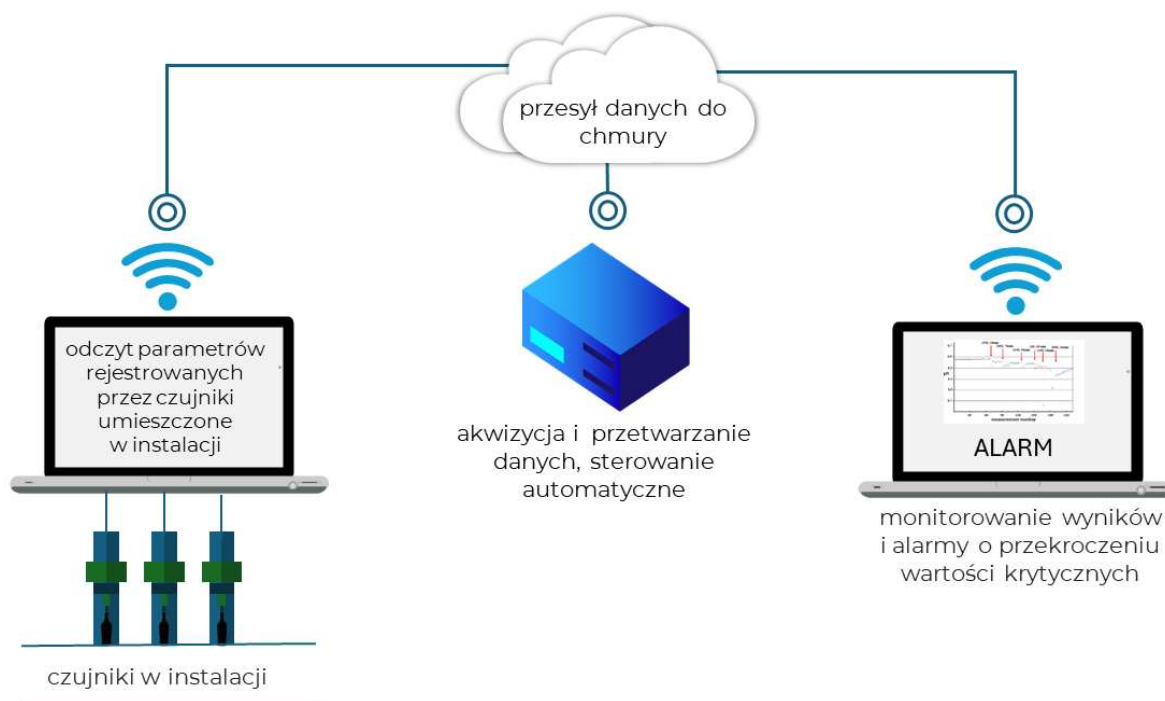 przesył danych do
chmury
odczyt parametrów
rejestrowanych
przez czujniki
umieszczone
w instalacji
czujniki w instalacji
akwizycja i przetwarzanie
danych, sterowanie
automatyczne
ALARM
monitorowanie wyników
i alarmy o przekroczeniu
wartości krytycznych